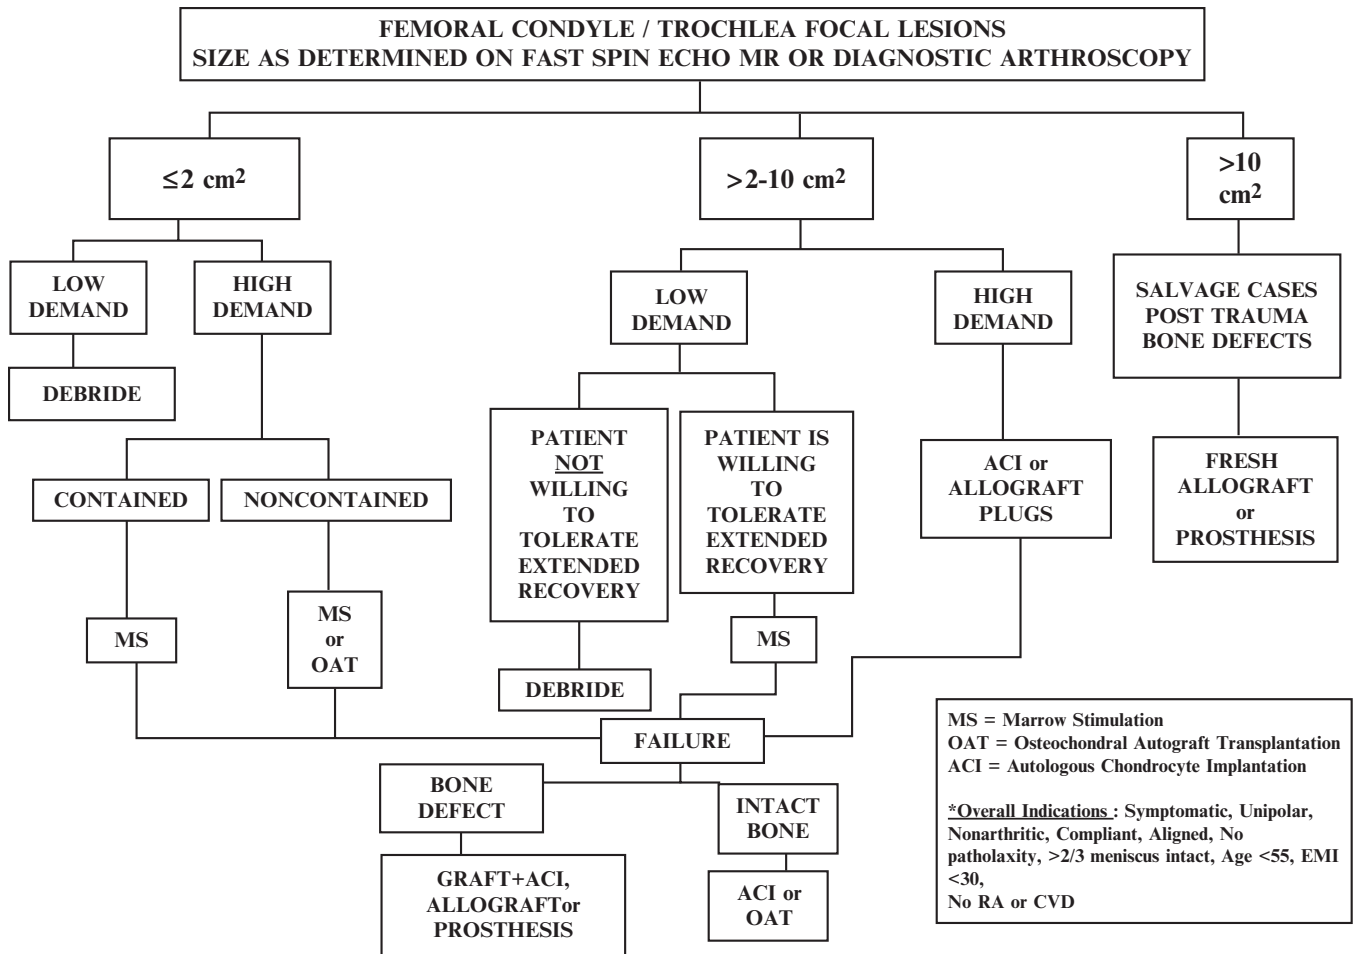 FEMORAL CONDYLE / TROCHLEA FOCAL LESIONS
SIZE AS DETERMINED ON FAST SPIN ECHO MR OR DIAGNOSTIC ARTHROSCOPY
≤2 cm²
>2-10 cm²
>10
cm²
LOW
DEMAND
HIGH
DEMAND
LOW
DEMAND
HIGH
DEMAND
SALVAGE CASES
POST TRAUMA
BONE DEFECTS
DEBRIDE
PATIENT
NOT
WILLING
TO
TOLERATE
EXTENDED
RECOVERY
PATIENT IS
WILLING
TO
TOLERATE
EXTENDED
RECOVERY
ACI or
ALLOGRAFT
PLUGS
FRESH
ALLOGRAFT
or
PROSTHESIS
CONTAINED
NONCONTAINED
MS
MS
or
OAT
MS
DEBRIDE
FAILURE
BONE
DEFECT
INTACT
BONE
GRAFT+ACI,
ALLOGRAFTor
PROSTHESIS
ACI or
OAT
MS = Marrow Stimulation
OAT = Osteochondral Autograft Transplantation
ACI = Autologous Chondrocyte Implantation
*Overall Indications : Symptomatic, Unipolar,
Nonarthritic, Compliant, Aligned, No
patholaxity, >2/3 meniscus intact, Age <55, EMI
<30,
No RA or CVD